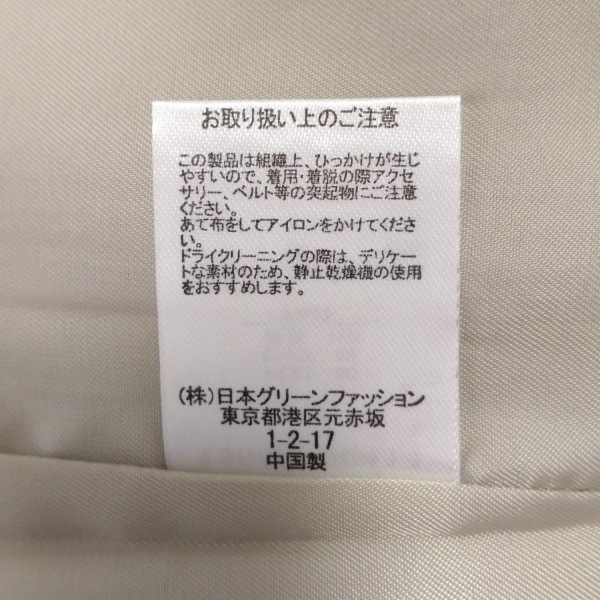 お取り扱い上のご注意
この製品は組織上、ひっかけが生じ
やすいので、着用・着脱の際アクセ
サリー、ベルト等の突起物にご注意
ください。
あて布をしてアイロンをかけてくださ
い。
ドライクリーニングの際は、デリケー
トな素材のため、静止乾燥機の使用
をおすすめします。
(株)日本グリーンファッション
東京都港区元赤坂
1-2-17
中国製